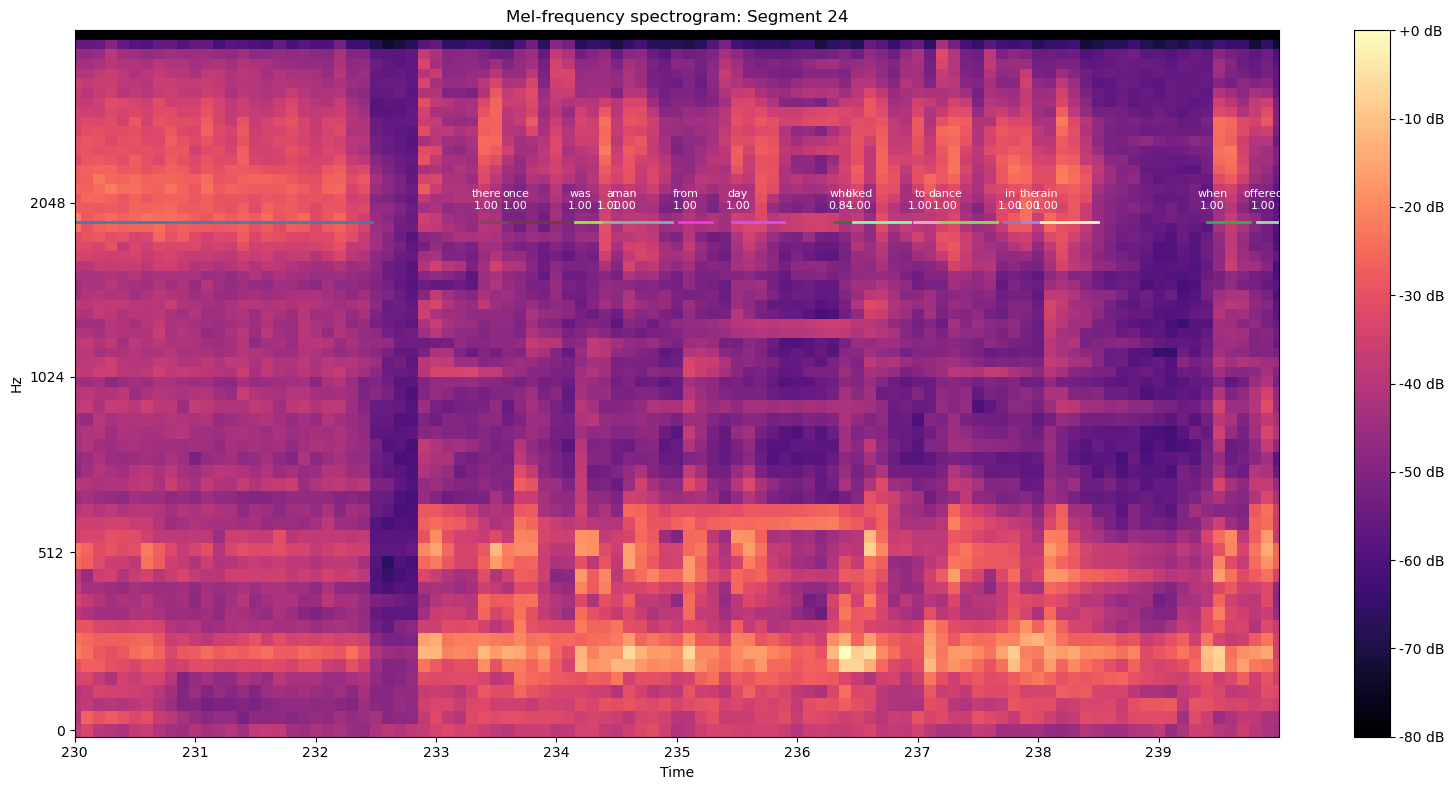 Mel-frequency spectrogram: Segment 24
+0 dB
-10 dB
-20 dB
-30 dB
-40 dB
-50 dB
-60 dB
-70 dB
-80 dB
Hz
2048
1024
512
0
there once was a man from day who liked to dance in the rain when offered
1.00 1.00 1.00 1.00 1.00 1.00 1.00 0.84 1.00 1.00 1.00 1.00 1.00 1.00 1.00 1.00
230 231 232 233 234 235 236 237 238 239
Time